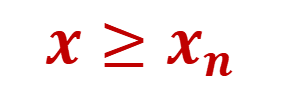 x ≥ xₙ